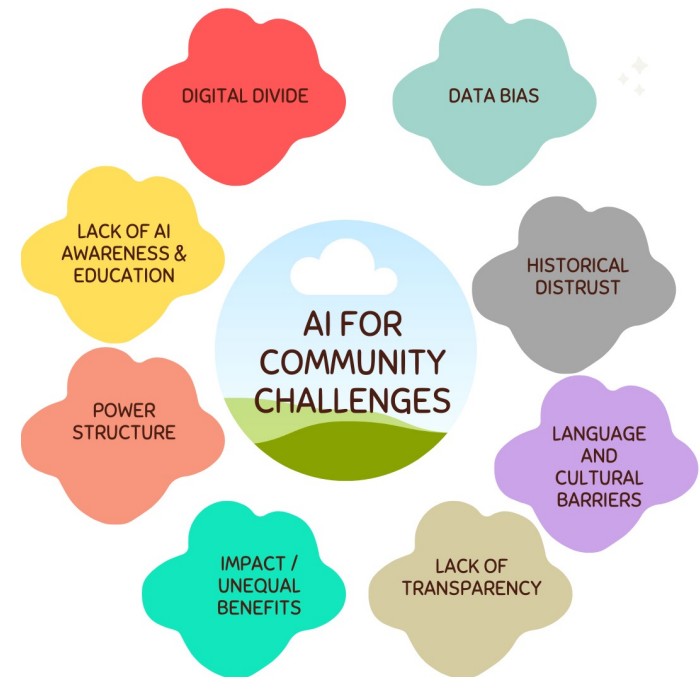 DIGITAL DIVIDE
DATA BIAS
LACK OF AI
AWARENESS &
EDUCATION
HISTORICAL
DISTRUST
AI FOR
COMMUNITY
CHALLENGES
POWER
STRUCTURE
LANGUAGE
AND
CULTURAL
BARRIERS
IMPACT /
UNEQUAL
BENEFITS
LACK OF
TRANSPARENCY